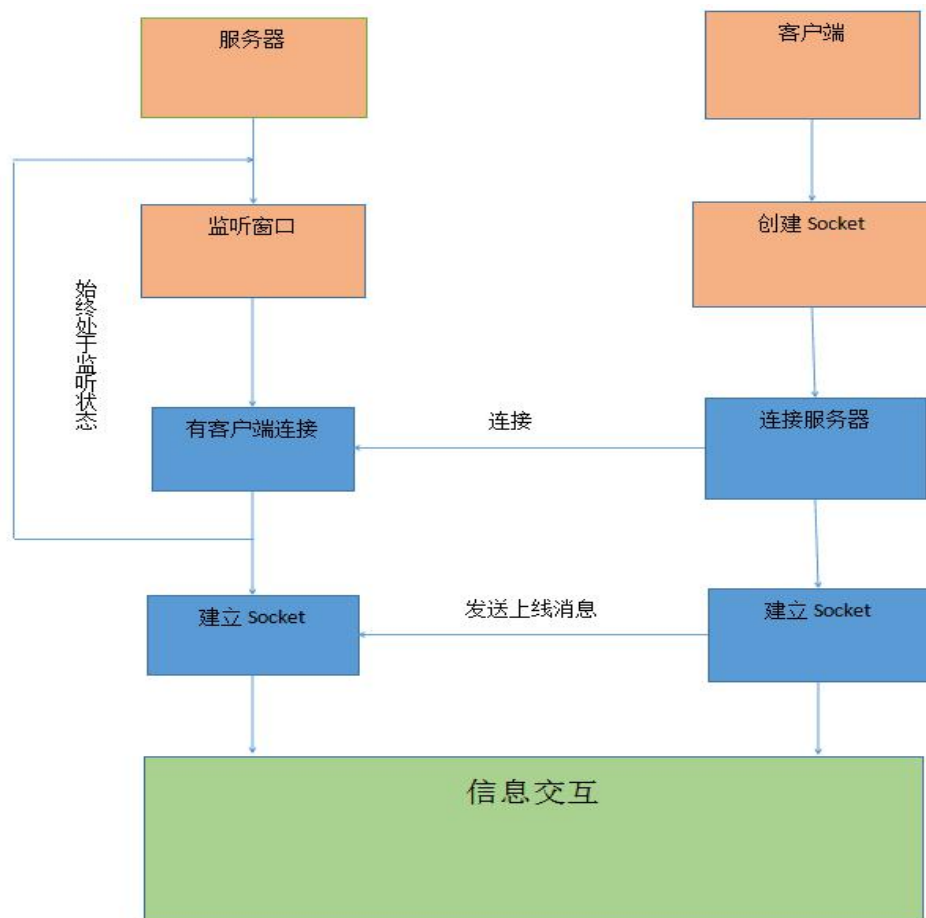 服务器
客户端
监听窗口
创建 Socket
始终处于监听状态
有客户端连接
连接
连接服务器
建立 Socket
发送上线消息
建立 Socket
信息交互